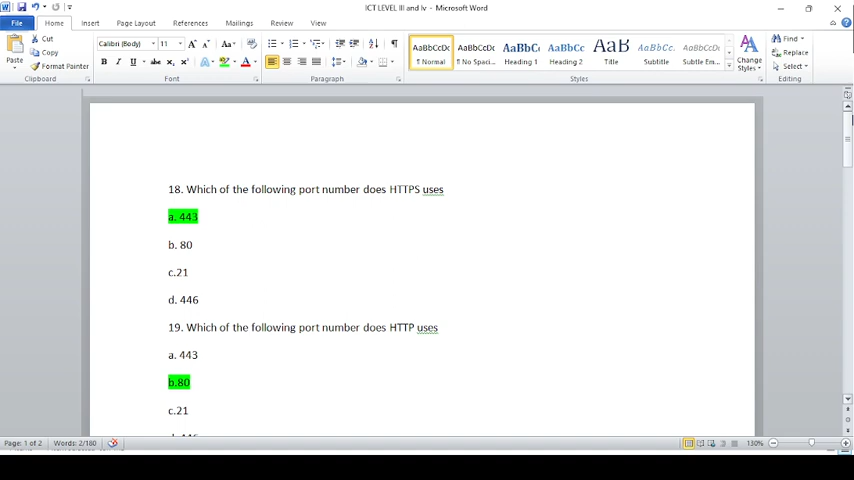 ICT LEVEL III and Iv - Microsoft Word
File Home Insert Page Layout References Mailings Review View
Cut
Copy
Format Painter
Paste
Clipboard
Calibri (Body) 11
Font
Paragraph
AaBbCcDc AaBbCcDc AaBbC AaBbCc AaB AaBbCc. AaBbCcDc
¶ Normal ¶ No Spaci... Heading 1 Heading 2 Title Subtitle Subtle Em...
Styles
Change Styles
Find
Replace
Select
Editing
18. Which of the following port number does HTTPS uses
a. 443
b. 80
c.21
d. 446
19. Which of the following port number does HTTP uses
a. 443
b.80
c.21
Page: 1 of 2 Words: 2/180 130%